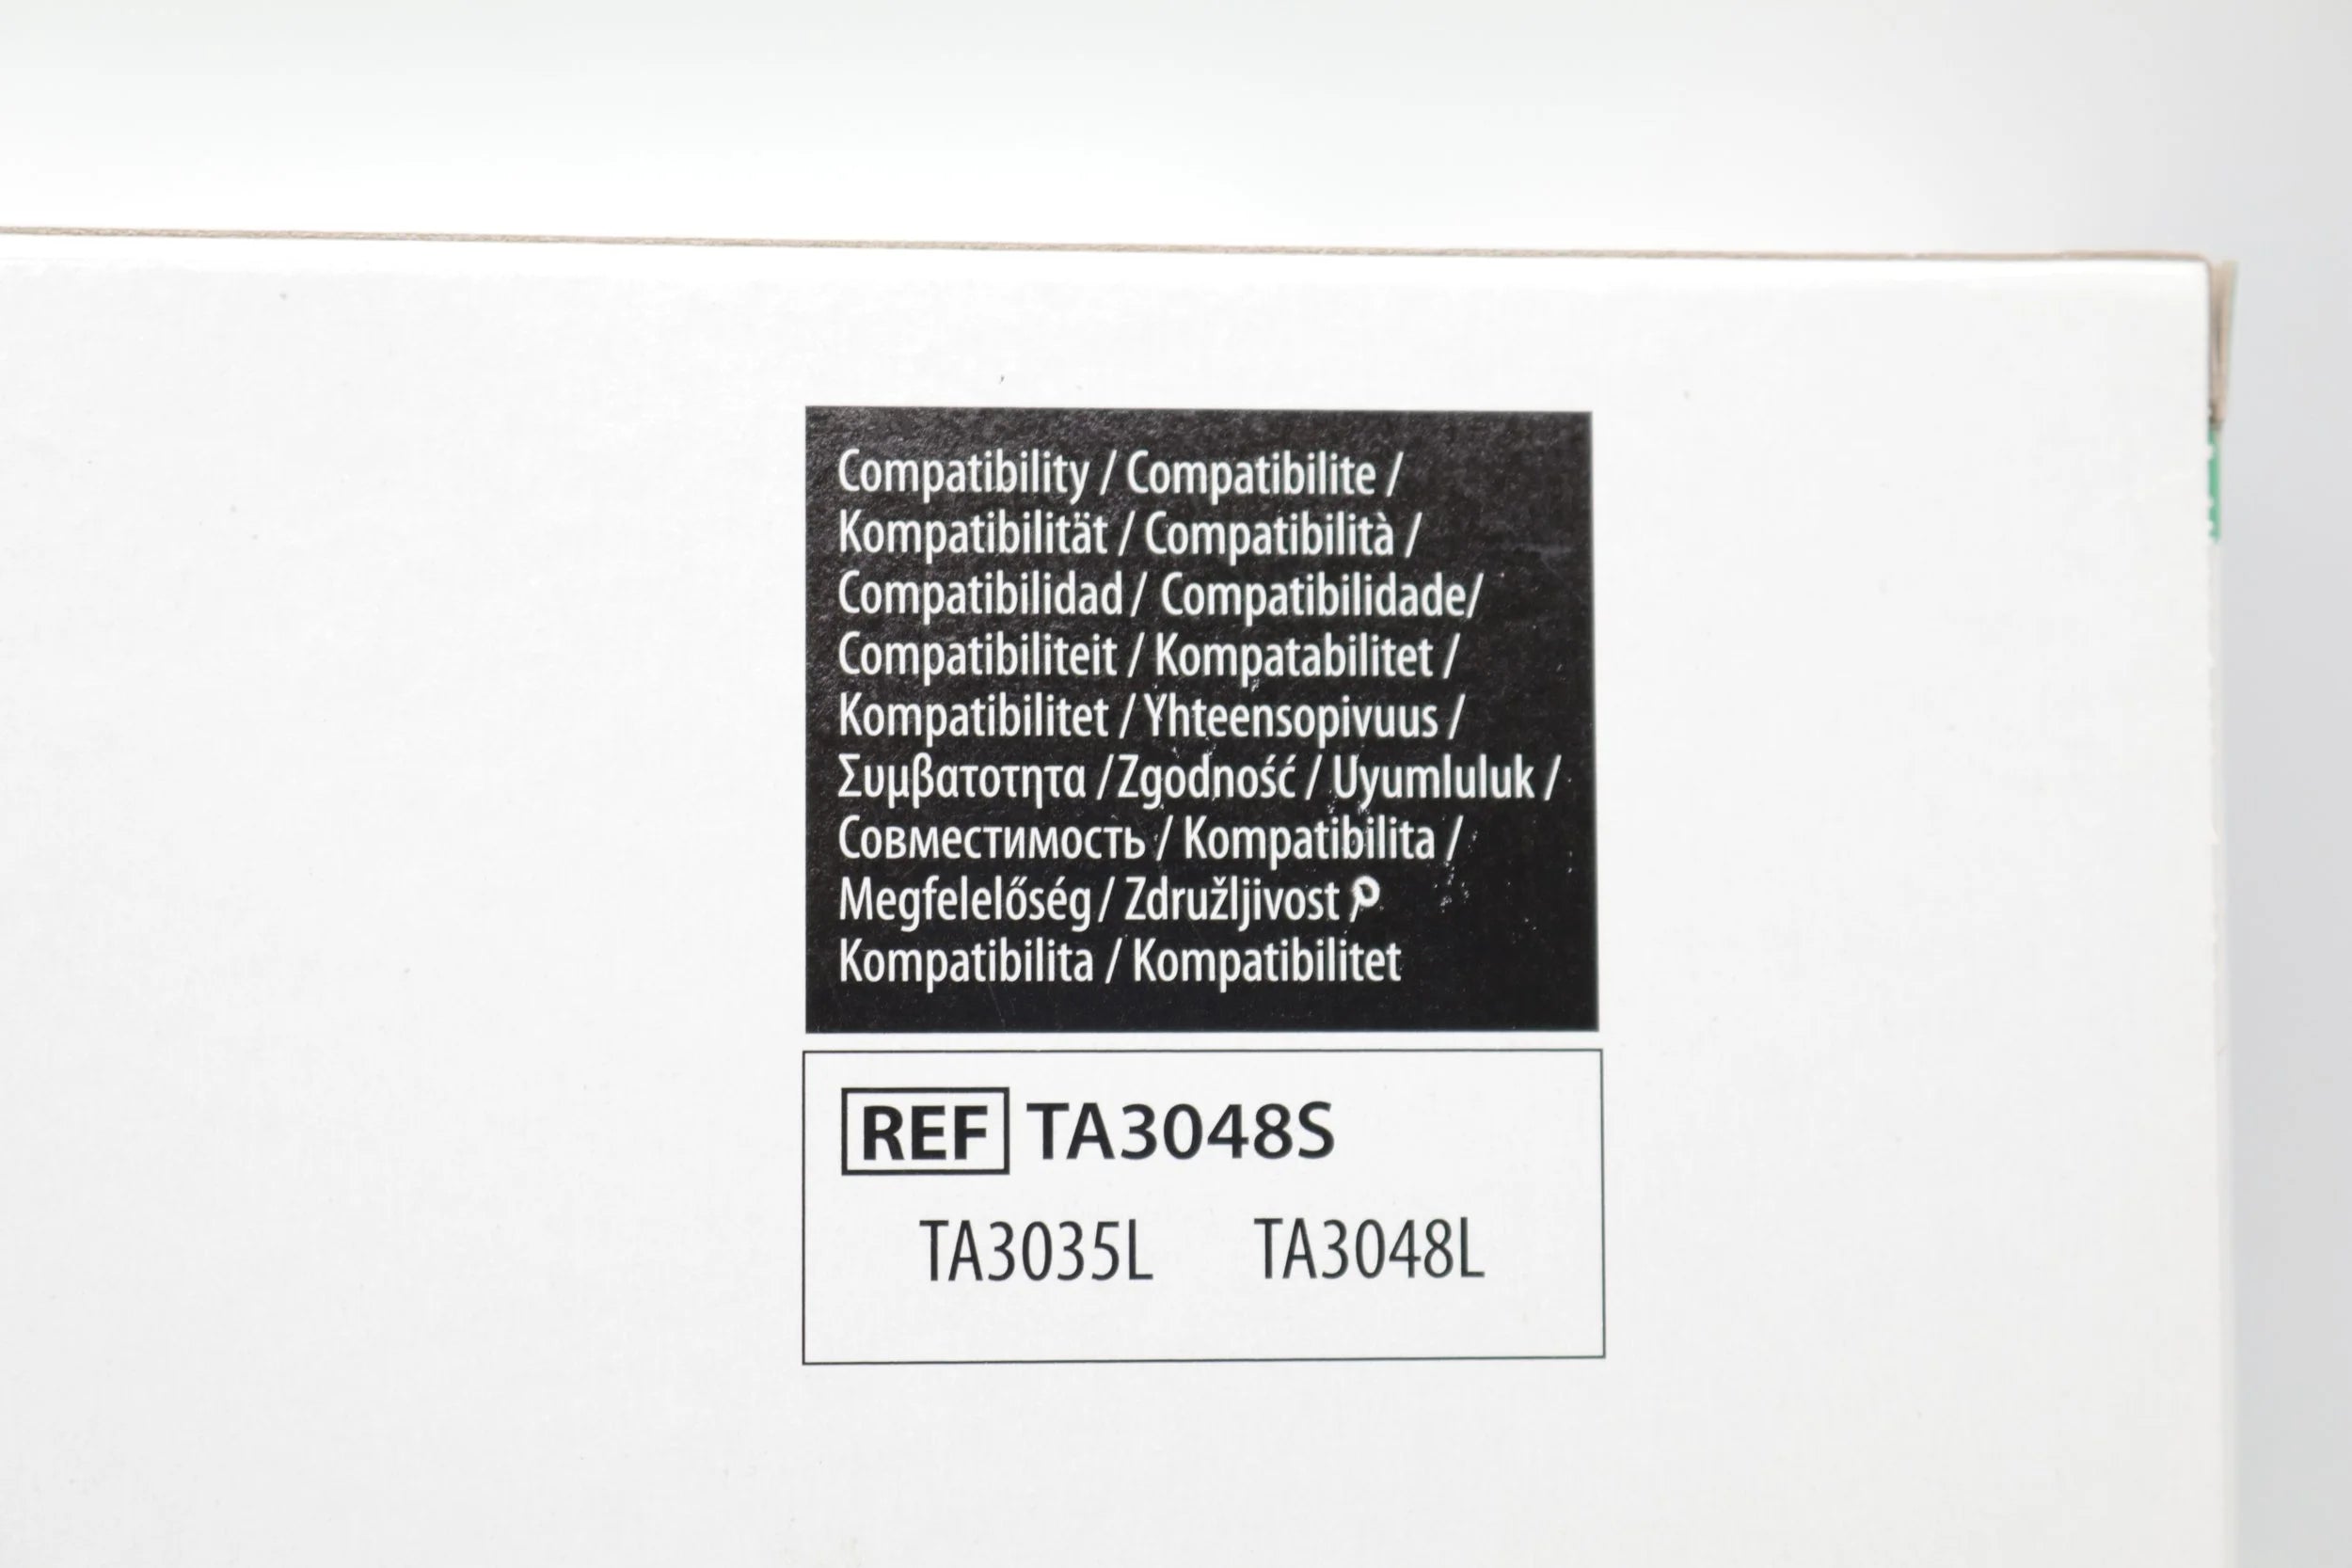 Compatibility / Compatibilite /
Kompatibilität / Compatibilità /
Compatibilidad / Compatibilidade/
Compatibiliteit / Kompatabilitet /
Kompatibilitet / Yhteensopivuus /
Συμβατοτητα / Zgodność / Uyumluluk /
Совместимость / Kompatibilita /
Megfelelőség / Združljivost /
Kompatibilita / Kompatibilitet
REF TA3048S
TA3035L TA3048L